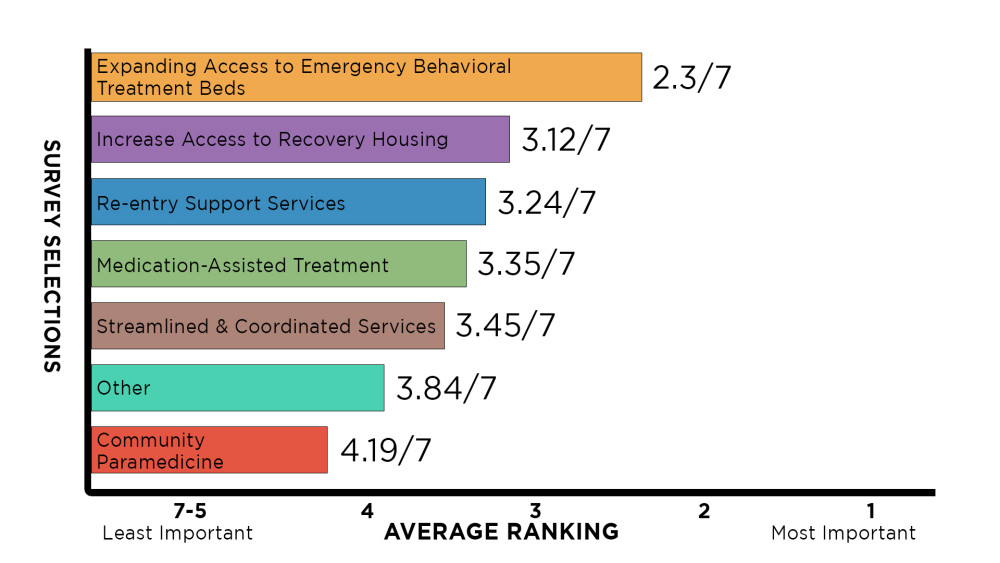 Expanding Access to Emergency Behavioral
Treatment Beds
2.3/7
Increase Access to Recovery Housing
3.12/7
Re-entry Support Services
3.24/7
Medication-Assisted Treatment
3.35/7
Streamlined & Coordinated Services
3.45/7
Other
3.84/7
Community
Paramedicine
4.19/7
SURVEY SELECTIONS
7-5 4 3 2 1
Least Important AVERAGE RANKING Most Important